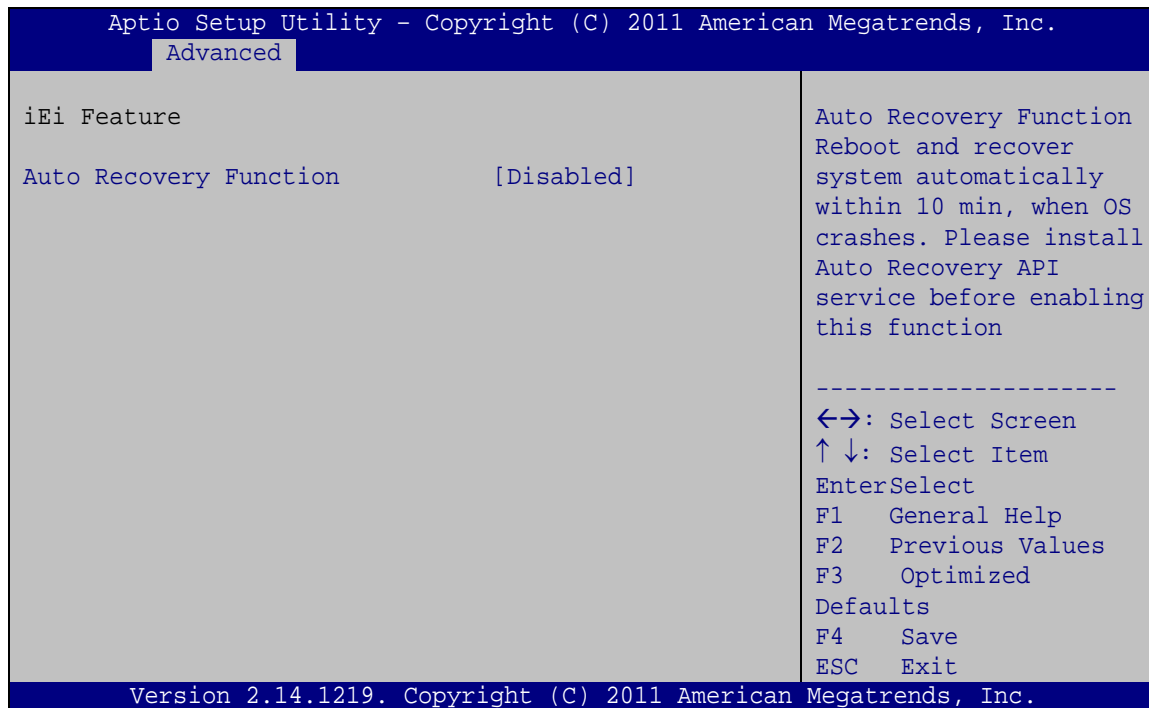 Aptio Setup Utility – Copyright (C) 2011 American Megatrends, Inc.
Advanced
iEi Feature
Auto Recovery Function [Disabled]
Auto Recovery Function
Reboot and recover
system automatically
within 10 min, when OS
crashes. Please install
Auto Recovery API
service before enabling
this function
---------------------
←→: Select Screen
↑ ↓: Select Item
EnterSelect
F1 General Help
F2 Previous Values
F3 Optimized
Defaults
F4 Save
ESC Exit
Version 2.14.1219. Copyright (C) 2011 American Megatrends, Inc.